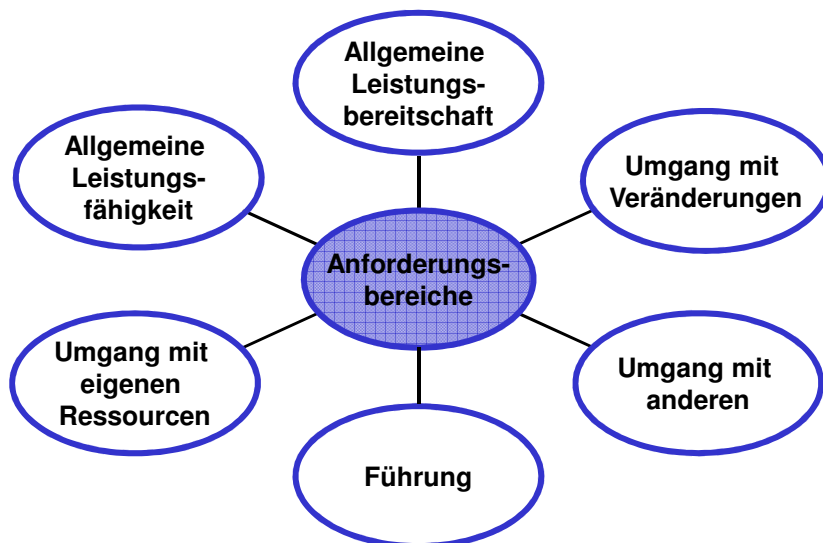 Allgemeine
Leistungs-
bereitschaft
Allgemeine
Leistungs-
fähigkeit
Umgang mit
Veränderungen
Anforderungs-
bereiche
Umgang mit
eigenen
Ressourcen
Umgang mit
anderen
Führung